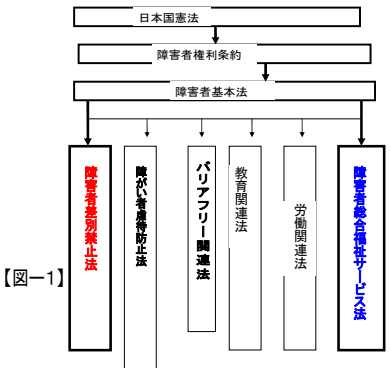 日本国憲法
障害者権利条約
障害者基本法
障害者差別禁止法
障がい者虐待防止法
バリアフリー関連法
教育関連法
労働関連法
障害者総合福祉サービス法
【図ー1】